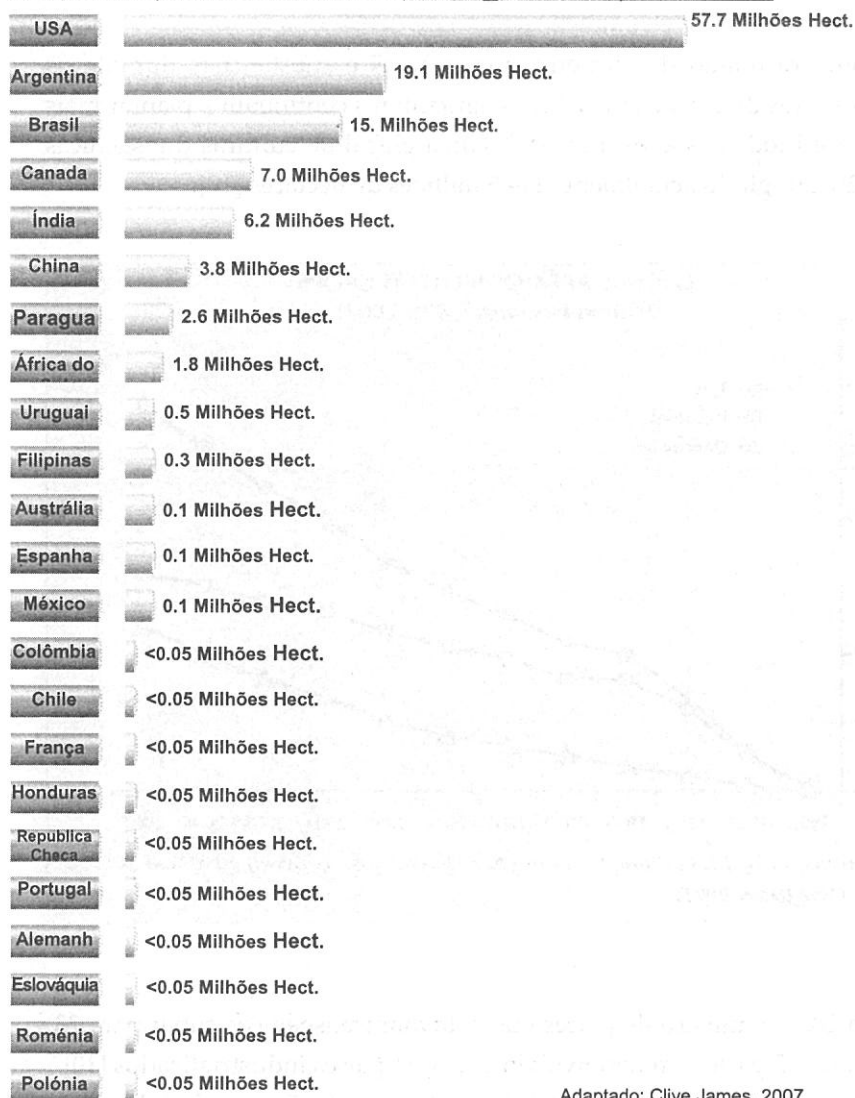 USA 57.7 Milhões Hect.
Argentina 19.1 Milhões Hect.
Brasil 15. Milhões Hect.
Canada 7.0 Milhões Hect.
Índia 6.2 Milhões Hect.
China 3.8 Milhões Hect.
Paragua 2.6 Milhões Hect.
África do 1.8 Milhões Hect.
Uruguai 0.5 Milhões Hect.
Filipinas 0.3 Milhões Hect.
Austrália 0.1 Milhões Hect.
Espanha 0.1 Milhões Hect.
México 0.1 Milhões Hect.
Colômbia <0.05 Milhões Hect.
Chile <0.05 Milhões Hect.
França <0.05 Milhões Hect.
Honduras <0.05 Milhões Hect.
Republica
Checa <0.05 Milhões Hect.
Portugal <0.05 Milhões Hect.
Alemanh <0.05 Milhões Hect.
Eslováquia <0.05 Milhões Hect.
Roménia <0.05 Milhões Hect.
Polónia <0.05 Milhões Hect.
Adaptado: Clive James, 2007